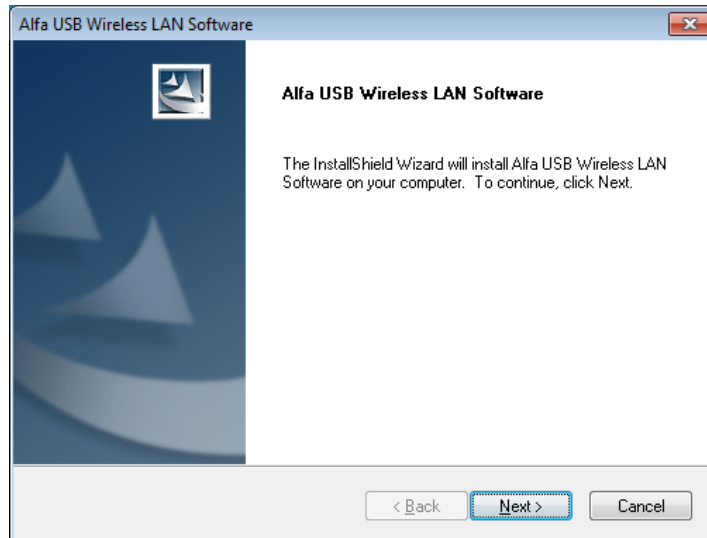 Alfa USB Wireless LAN Software
Alfa USB Wireless LAN Software
The InstallShield Wizard will install Alfa USB Wireless LAN
Software on your computer.  To continue, click Next.
< Back
Next >
Cancel